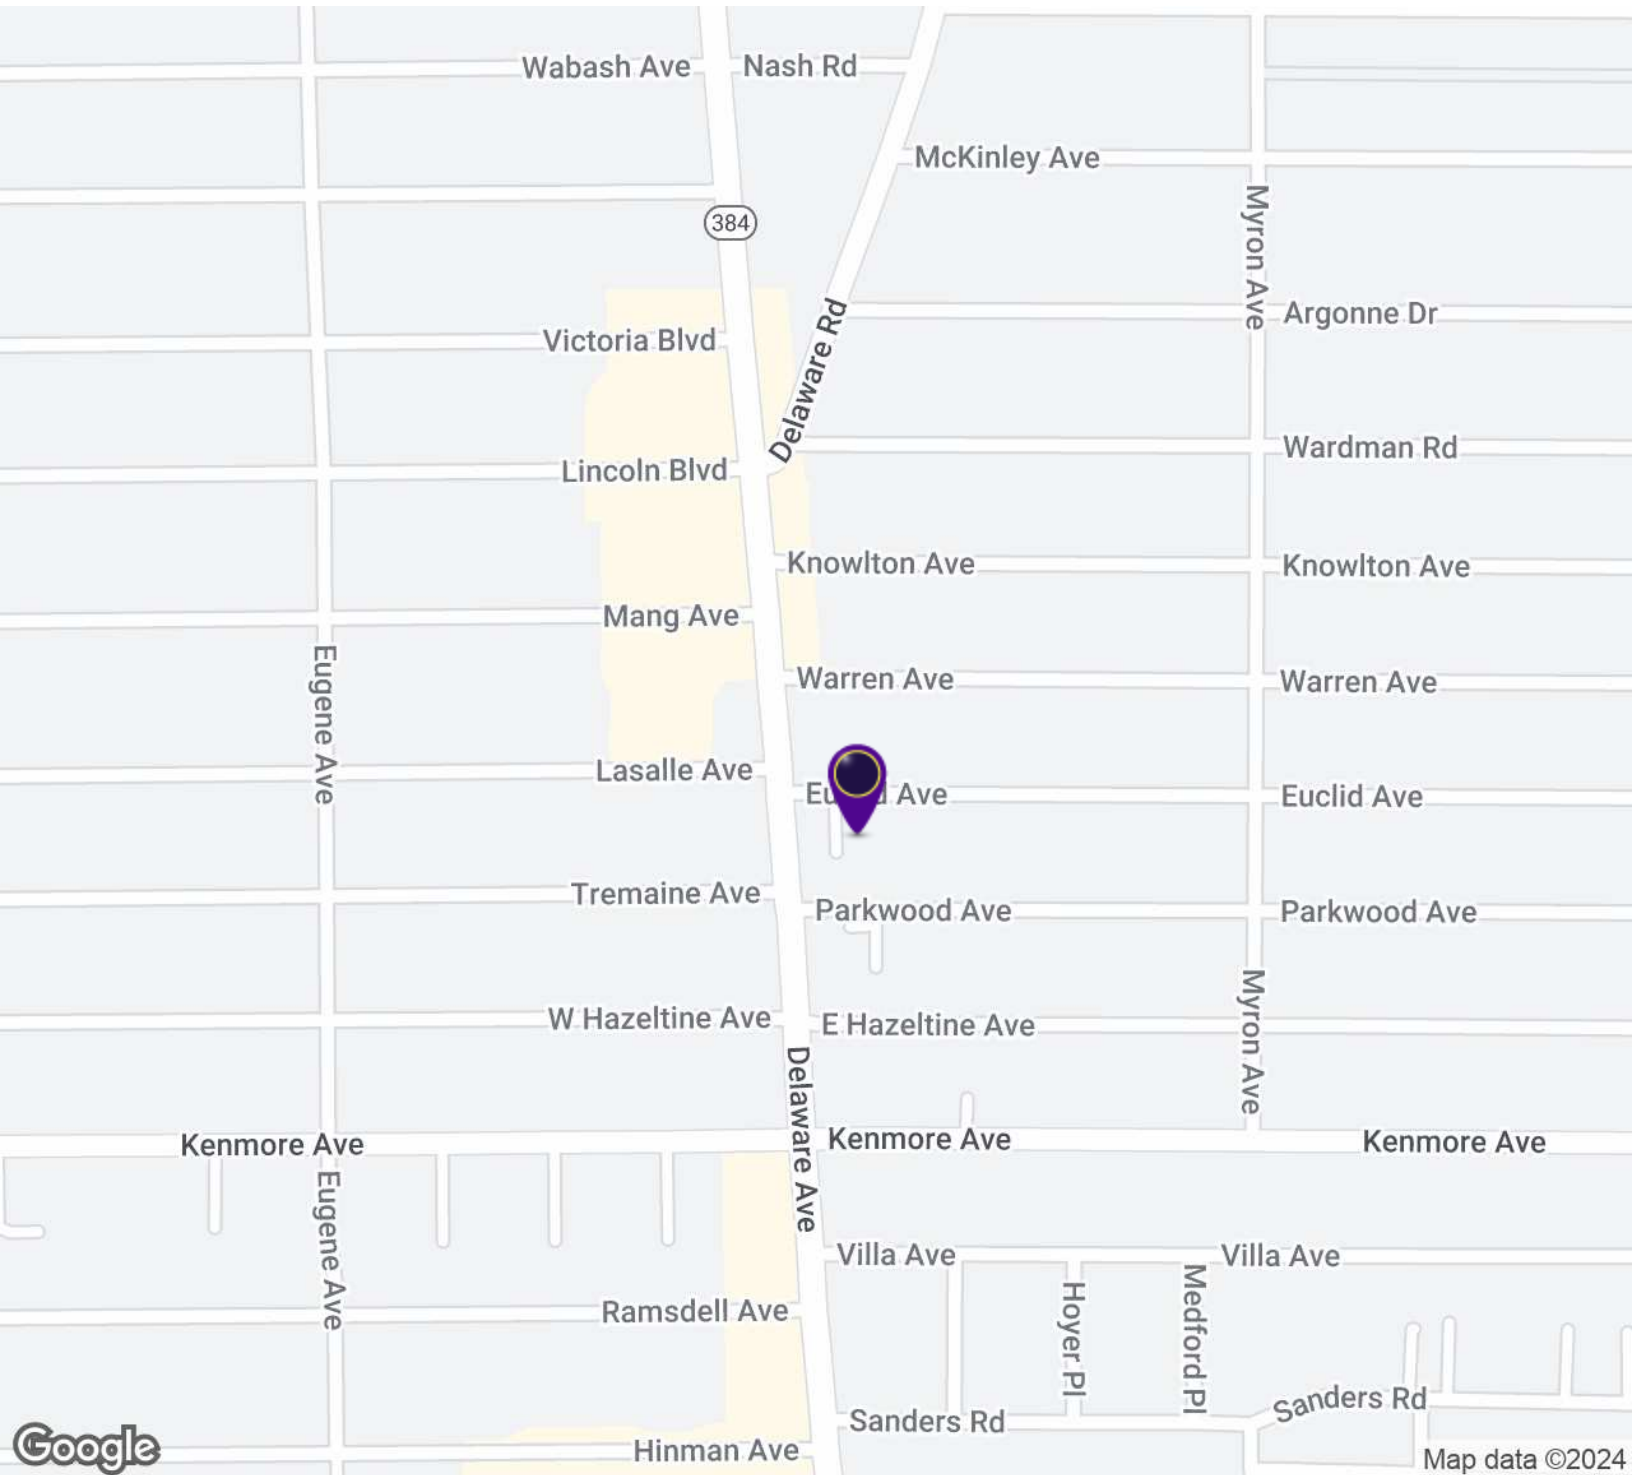 Wabash Ave
Nash Rd
McKinley Ave
384
Myron Ave
Delaware Rd
Argonne Dr
Victoria Blvd
Wardman Rd
Lincoln Blvd
Knowlton Ave
Knowlton Ave
Mang Ave
Eugene Ave
Warren Ave
Warren Ave
Lasalle Ave
Ave
Euclid Ave
Tremaine Ave
Parkwood Ave
Parkwood Ave
Myron Ave
W Hazeltine Ave
E Hazeltine Ave
Delaware Ave
Kenmore Ave
Kenmore Ave
Kenmore Ave
Eugene Ave
Villa Ave
Villa Ave
Hoyer Pl
Medford Pl
Ramsdell Ave
Sanders Rd
Sanders Rd
Google
Hinman Ave
Map data ©2024